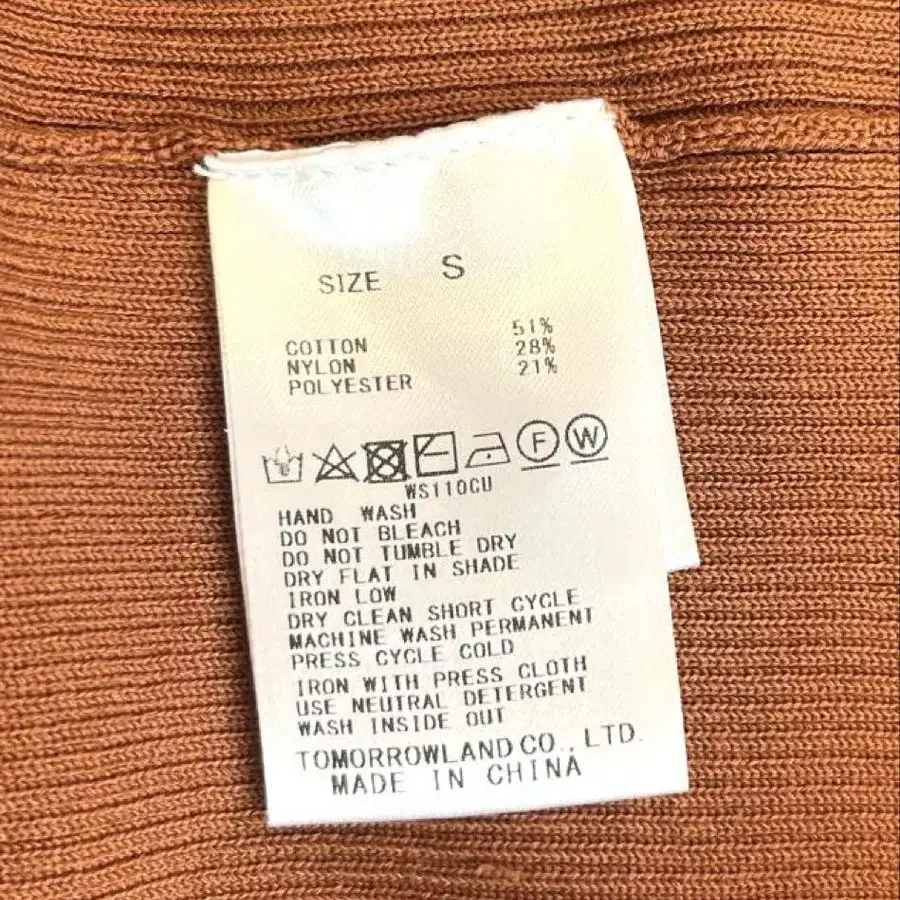 SIZE S
COTTON 51%
NYLON 28%
POLYESTER 21%
F W
WS110CU
HAND WASH
DO NOT BLEACH
DO NOT TUMBLE DRY
DRY FLAT IN SHADE
IRON LOW
DRY CLEAN SHORT CYCLE
MACHINE WASH PERMANENT
PRESS CYCLE COLD
IRON WITH PRESS CLOTH
USE NEUTRAL DETERGENT
WASH INSIDE OUT
TOMORROWLAND CO., LTD.
MADE IN CHINA